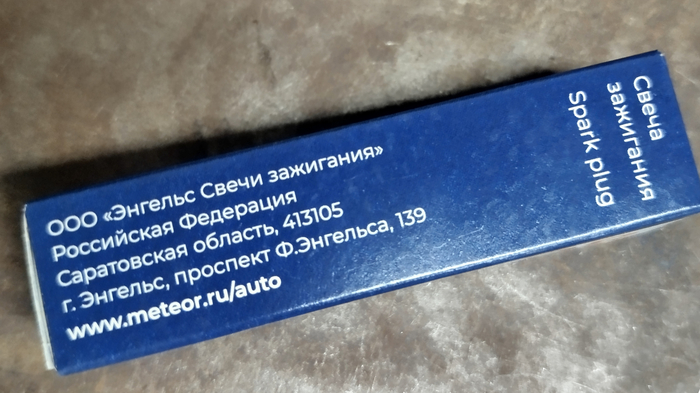 ООО «Энгельс Свечи зажигания»
Российская Федерация
Саратовская область, 413105
г. Энгельс, проспект Ф.Энгельса, 139
www.meteor.ru/auto
Свеча
зажигания
Spark plug